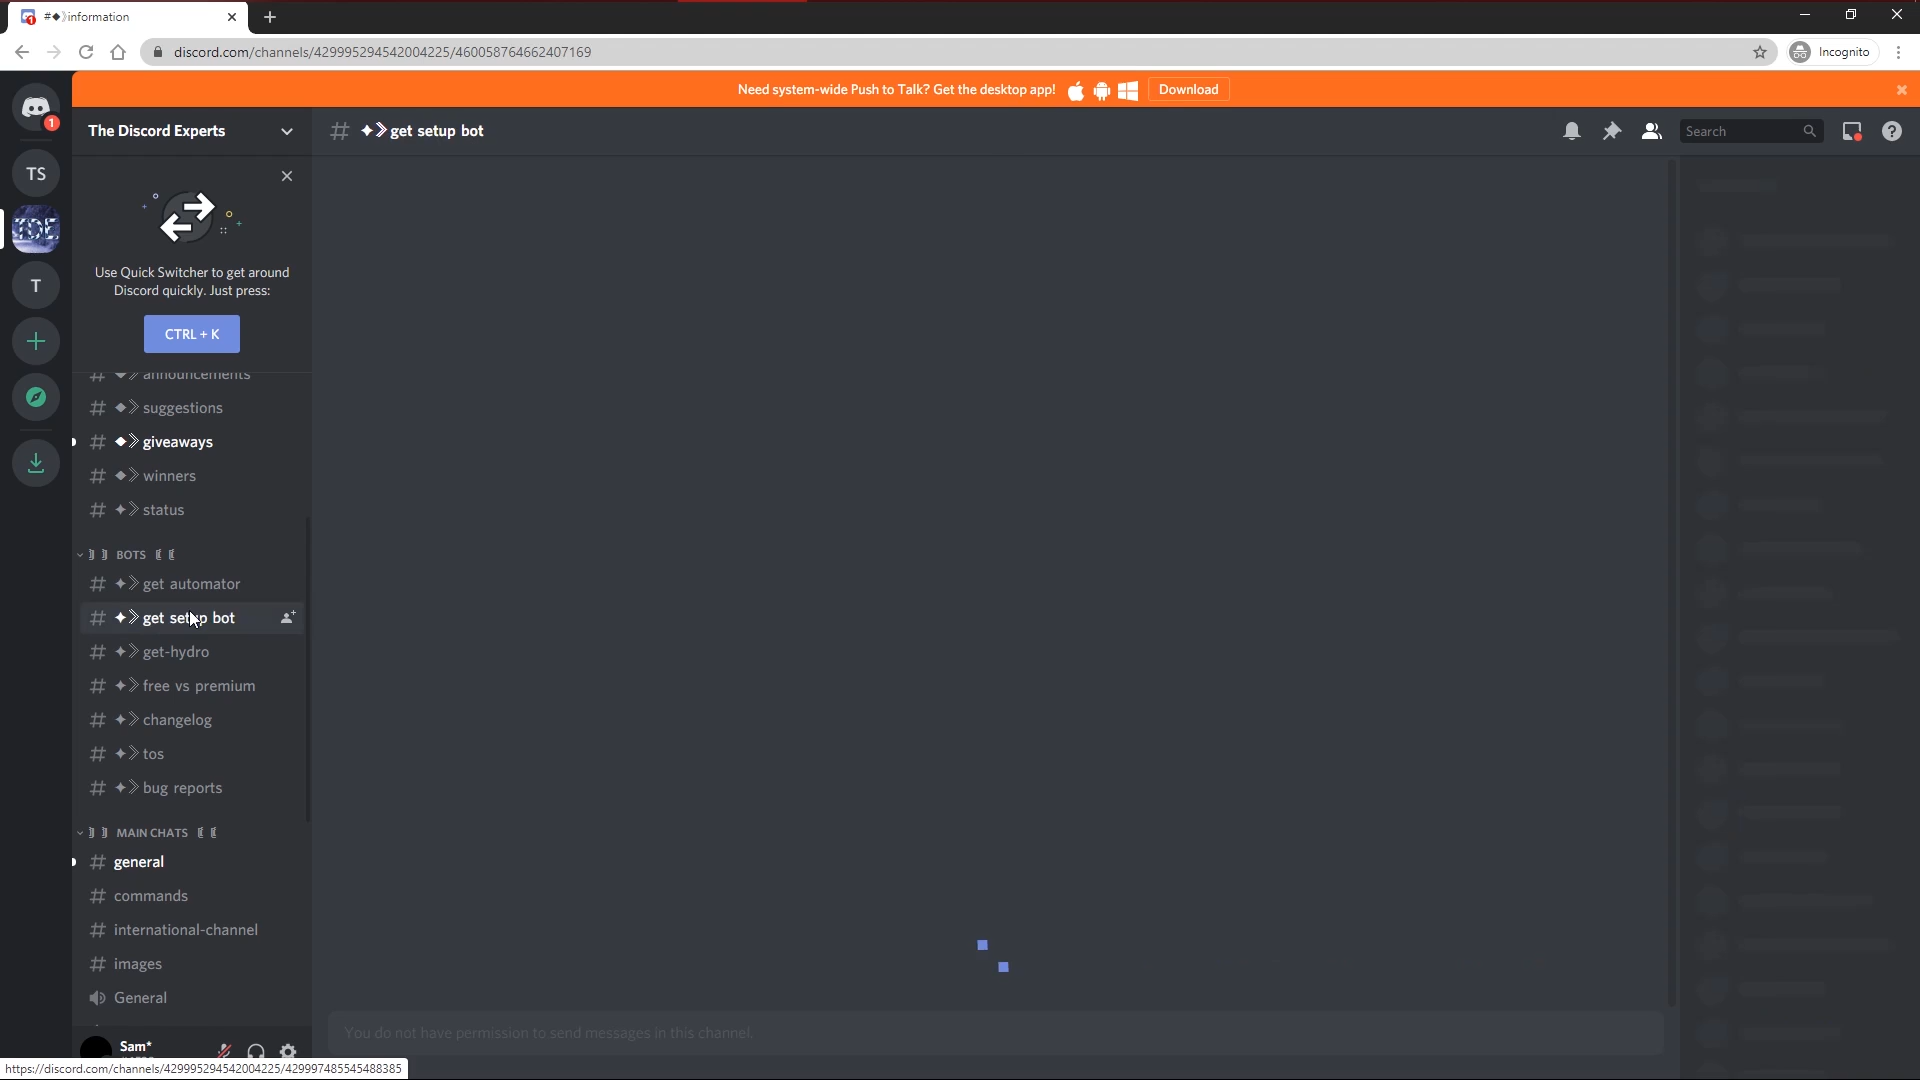 #◆》information
discord.com/channels/429995294542004225/460058764662407169
Incognito
Need system-wide Push to Talk? Get the desktop app!
Download
1
TS
TDE
T
The Discord Experts
# ✦》get setup bot
Search
Use Quick Switcher to get around
Discord quickly. Just press:
CTRL + K
# ◆》announcements
# ◆》suggestions
# ◆》giveaways
# ◆》winners
# ✦》status
》》 BOTS 《《
# ✦》get automator
# ✦》get setup bot
# ✦》get-hydro
# ✦》free vs premium
# ✦》changelog
# ✦》tos
# ✦》bug reports
》》 MAIN CHATS 《《
# general
# commands
# international-channel
# images
General
Sam*
You do not have permission to send messages in this channel.
https://discord.com/channels/429995294542004225/429997485545488385